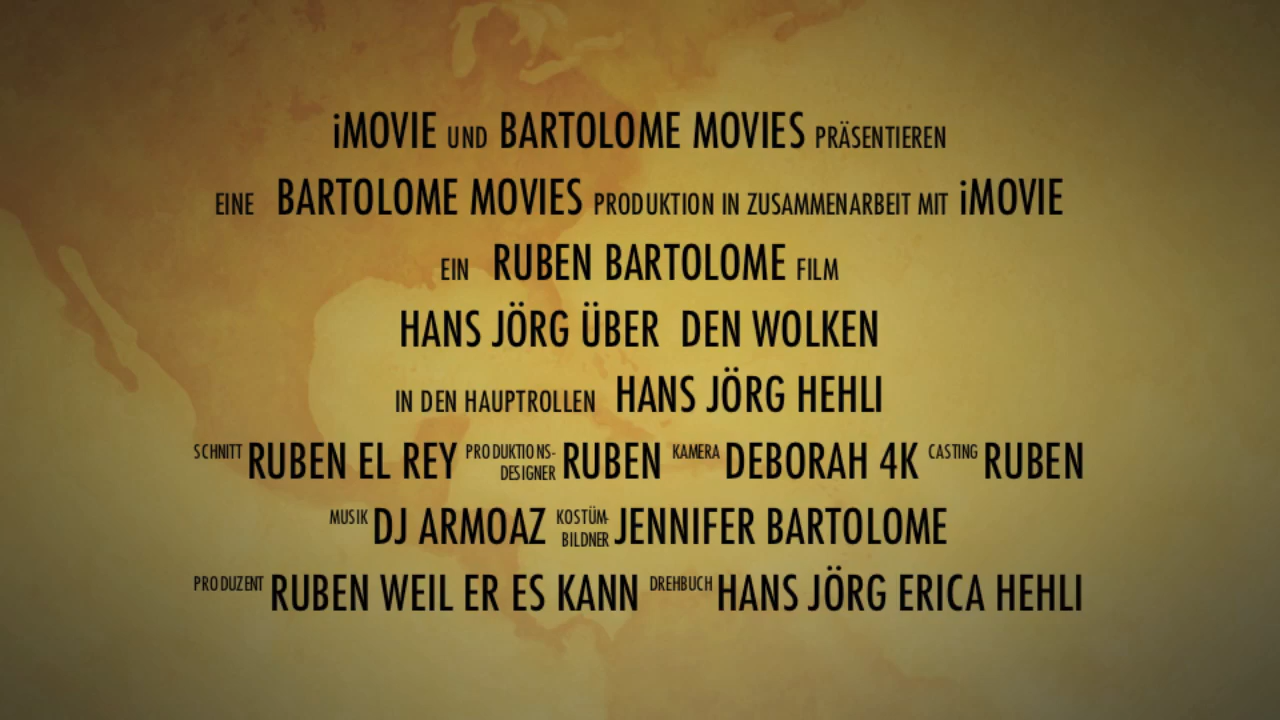 iMOVIE UND BARTOLOME MOVIES PRÄSENTIEREN
EINE BARTOLOME MOVIES PRODUKTION IN ZUSAMMENARBEIT MIT iMOVIE
EIN RUBEN BARTOLOME FILM
HANS JÖRG ÜBER DEN WOLKEN
IN DEN HAUPTROLLEN HANS JÖRG HEHLI
SCHNITT RUBEN EL REY PRODUKTIONS-DESIGNER RUBEN KAMERA DEBORAH 4K CASTING RUBEN
MUSIK DJ ARMOAZ KOSTÜM-BILDNER JENNIFER BARTOLOME
PRODUZENT RUBEN WEIL ER ES KANN DREHBUCH HANS JÖRG ERICA HEHLI